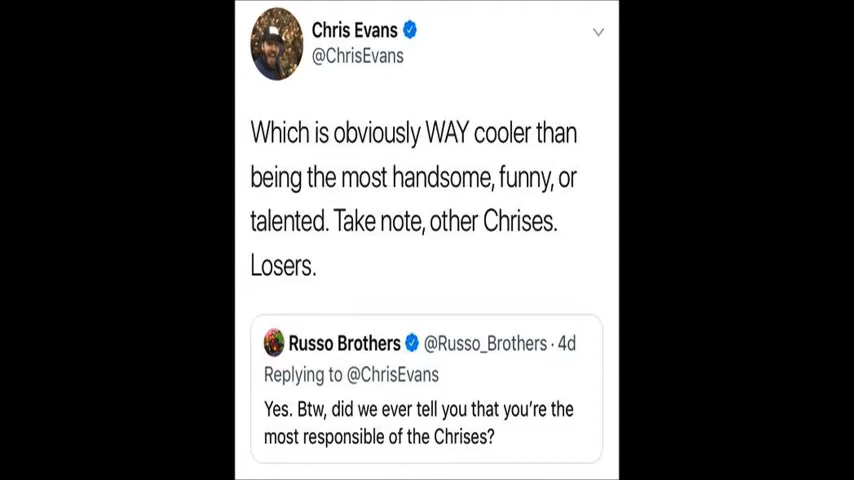 Chris Evans
@ChrisEvans
Which is obviously WAY cooler than
being the most handsome, funny, or
talented. Take note, other Chrises.
Losers.
Russo Brothers @Russo_Brothers · 4d
Replying to @ChrisEvans
Yes. Btw, did we ever tell you that you're the
most responsible of the Chrises?